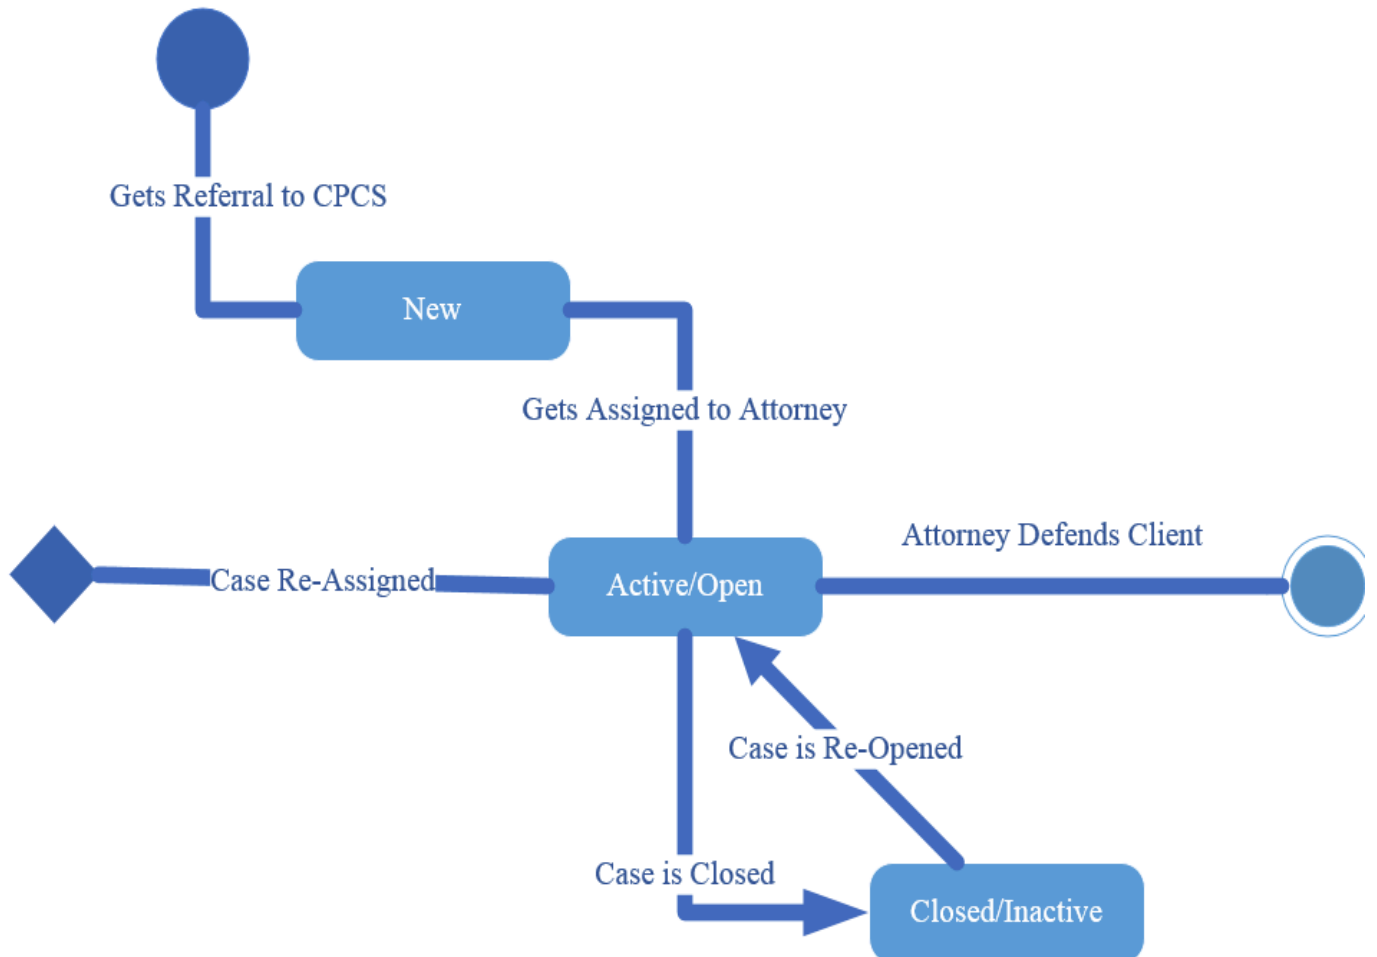 Gets Referral to CPCS
New
Gets Assigned to Attorney
Attorney Defends Client
Case Re-Assigned
Active/Open
Case is Re-Opened
Case is Closed
Closed/Inactive